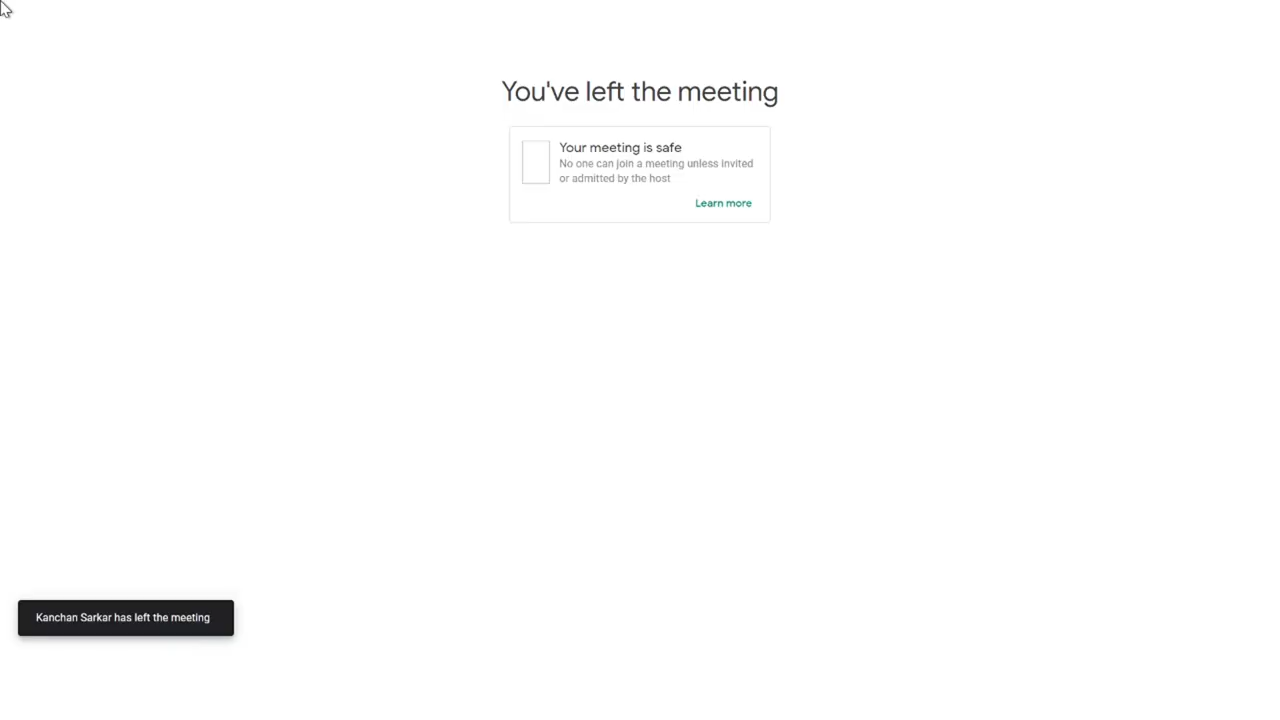 You've left the meeting
Your meeting is safe
No one can join a meeting unless invited
or admitted by the host
Learn more
Kanchan Sarkar has left the meeting